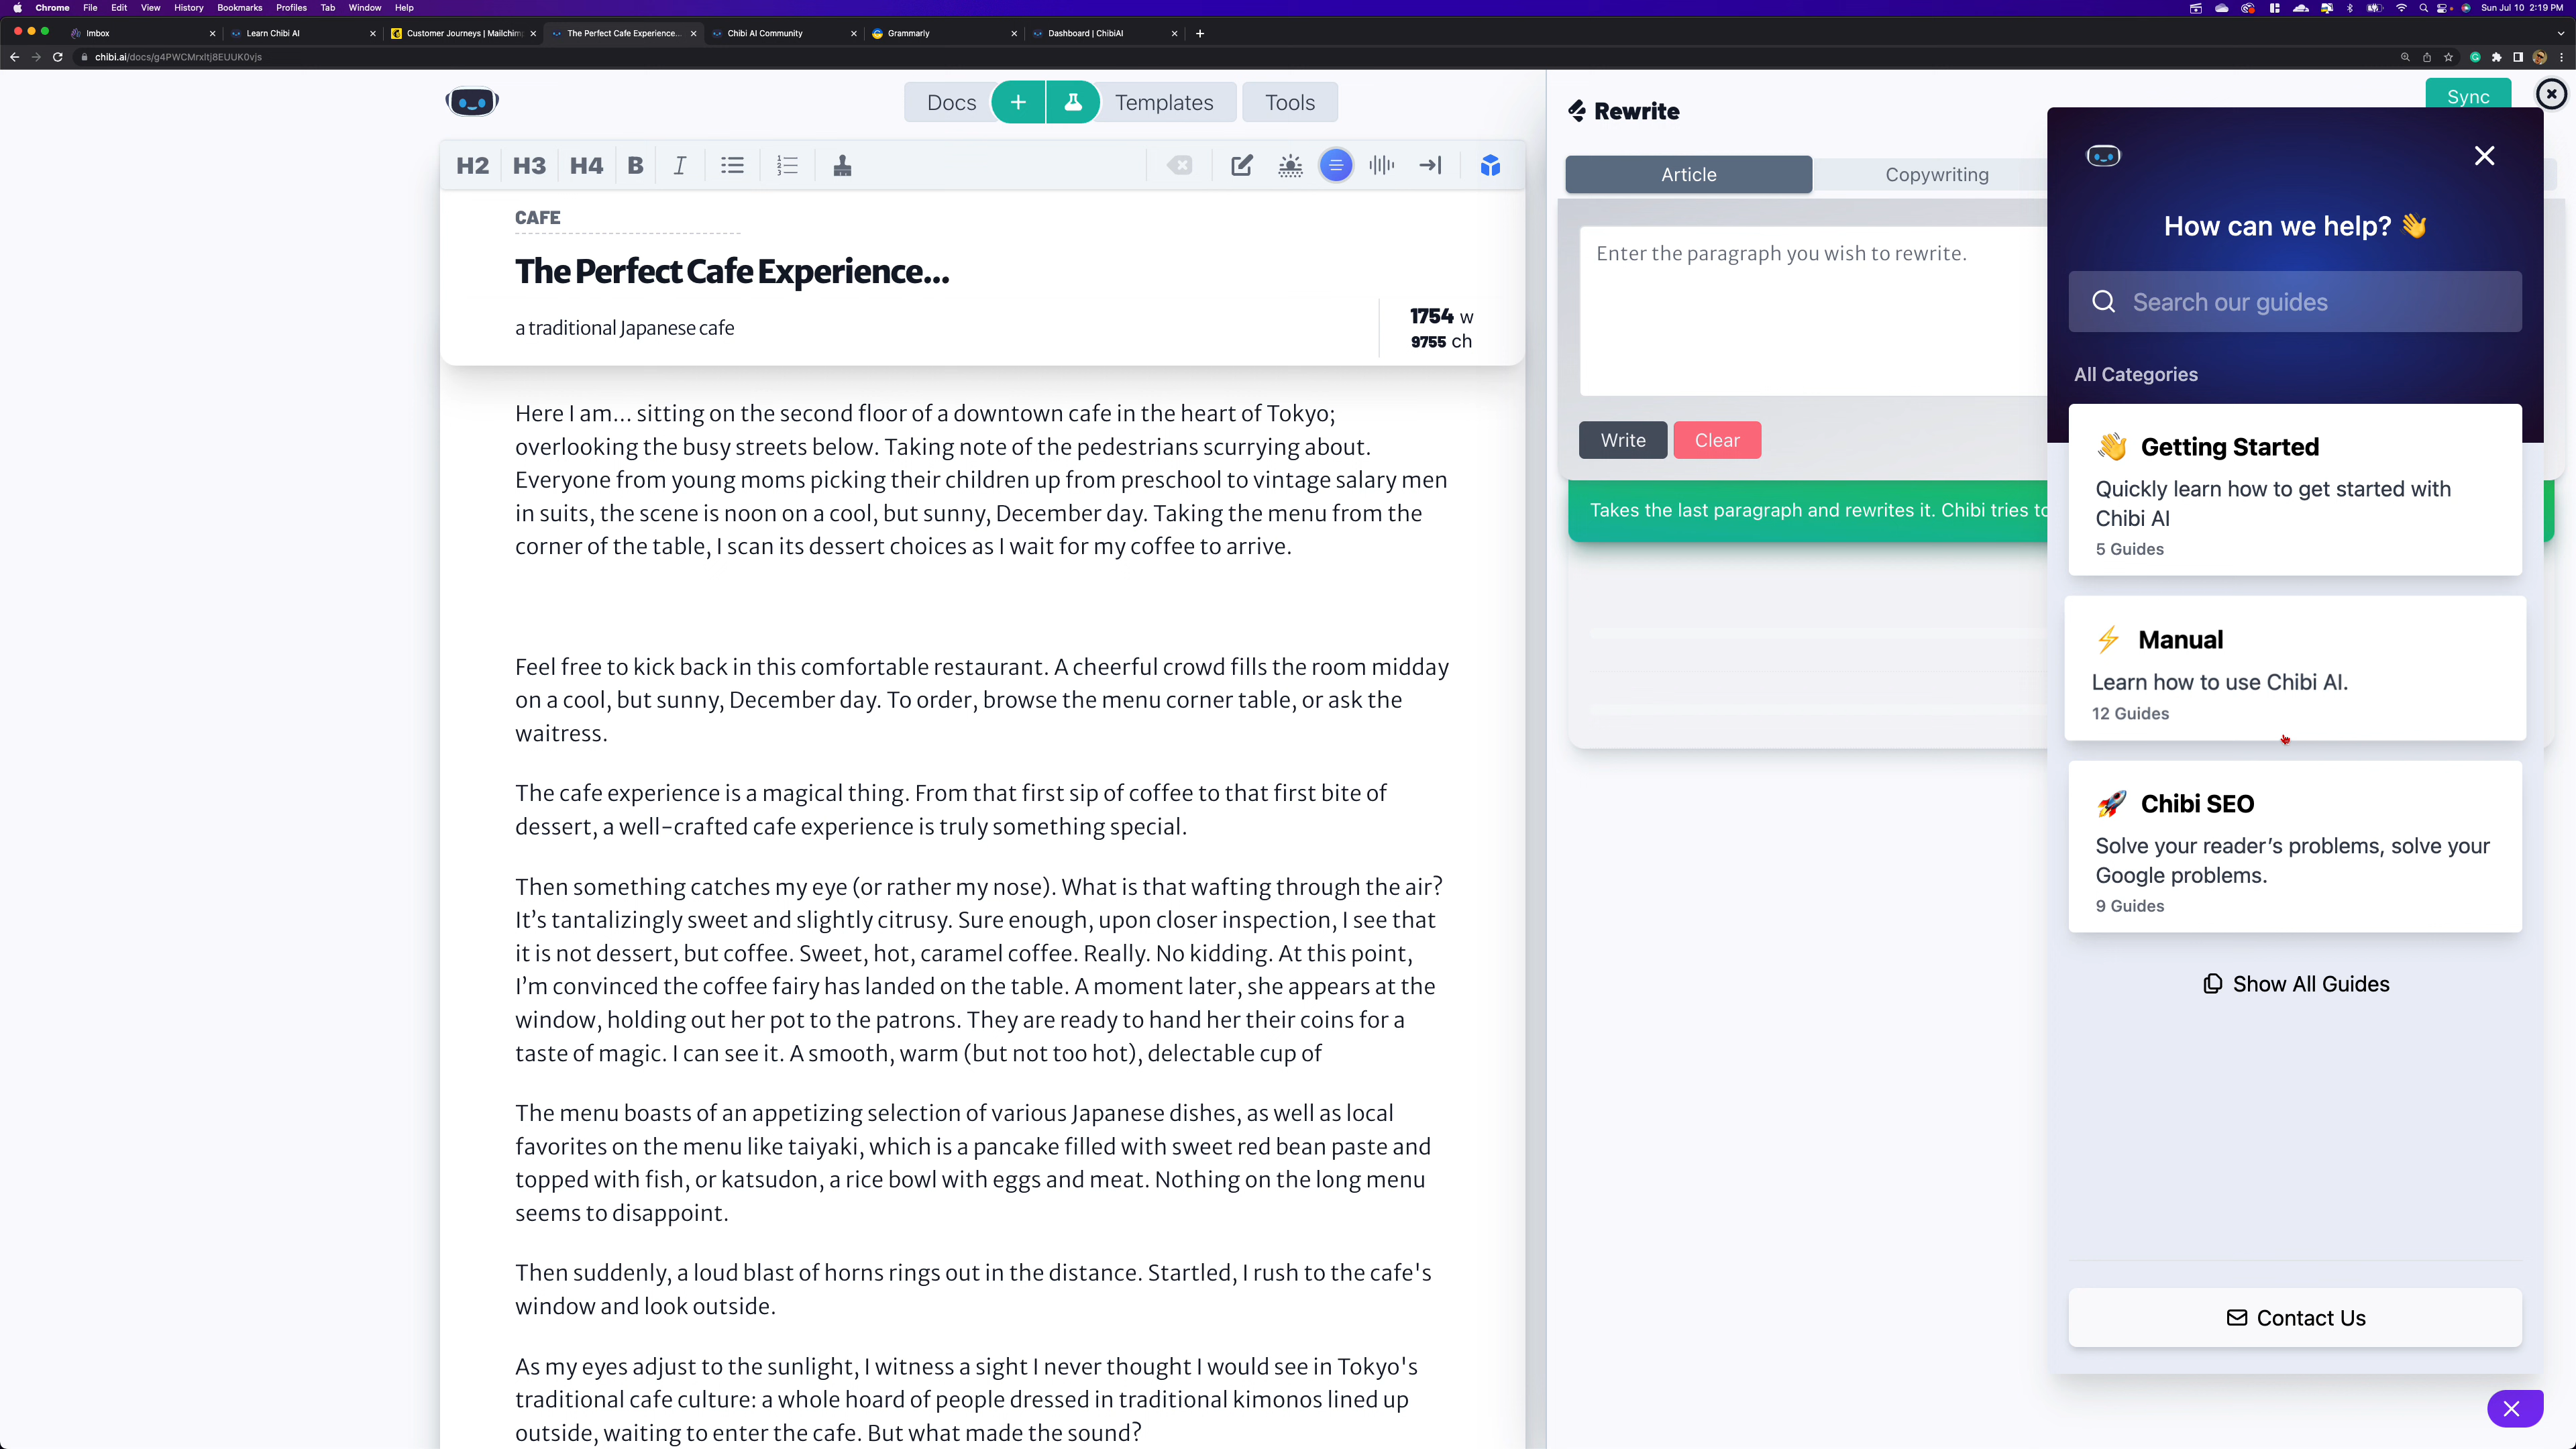 Chrome File Edit View History Bookmarks Profiles Tab Window Help
Sun Jul 10 2:19 PM
Imbox
Learn Chibi AI
Customer Journeys | Mailchim
The Perfect Cafe Experience...
Chibi AI Community
Grammarly
Dashboard | ChibiAI
chibi.ai/docs/g4PWCMrxItj8EUUK0vjs
Docs
Templates
Tools
H2 H3 H4 B I
CAFE
The Perfect Cafe Experience...
a traditional Japanese cafe
1754 w
9755 ch
Here I am... sitting on the second floor of a downtown cafe in the heart of Tokyo;
overlooking the busy streets below. Taking note of the pedestrians scurrying about.
Everyone from young moms picking their children up from preschool to vintage salary men
in suits, the scene is noon on a cool, but sunny, December day. Taking the menu from the
corner of the table, I scan its dessert choices as I wait for my coffee to arrive.
Feel free to kick back in this comfortable restaurant. A cheerful crowd fills the room midday
on a cool, but sunny, December day. To order, browse the menu corner table, or ask the
waitress.
The cafe experience is a magical thing. From that first sip of coffee to that first bite of
dessert, a well-crafted cafe experience is truly something special.
Then something catches my eye (or rather my nose). What is that wafting through the air?
It's tantalizingly sweet and slightly citrusy. Sure enough, upon closer inspection, I see that
it is not dessert, but coffee. Sweet, hot, caramel coffee. Really. No kidding. At this point,
I'm convinced the coffee fairy has landed on the table. A moment later, she appears at the
window, holding out her pot to the patrons. They are ready to hand her their coins for a
taste of magic. I can see it. A smooth, warm (but not too hot), delectable cup of
The menu boasts of an appetizing selection of various Japanese dishes, as well as local
favorites on the menu like taiyaki, which is a pancake filled with sweet red bean paste and
topped with fish, or katsudon, a rice bowl with eggs and meat. Nothing on the long menu
seems to disappoint.
Then suddenly, a loud blast of horns rings out in the distance. Startled, I rush to the cafe's
window and look outside.
As my eyes adjust to the sunlight, I witness a sight I never thought I would see in Tokyo's
traditional cafe culture: a whole hoard of people dressed in traditional kimonos lined up
outside, waiting to enter the cafe. But what made the sound?
Rewrite
Sync
Article
Copywriting
Enter the paragraph you wish to rewrite.
Write
Clear
Takes the last paragraph and rewrites it. Chibi tries to
How can we help? 👋
Search our guides
All Categories
👋 Getting Started
Quickly learn how to get started with
Chibi AI
5 Guides
⚡ Manual
Learn how to use Chibi AI.
12 Guides
🚀 Chibi SEO
Solve your reader's problems, solve your
Google problems.
9 Guides
Show All Guides
Contact Us